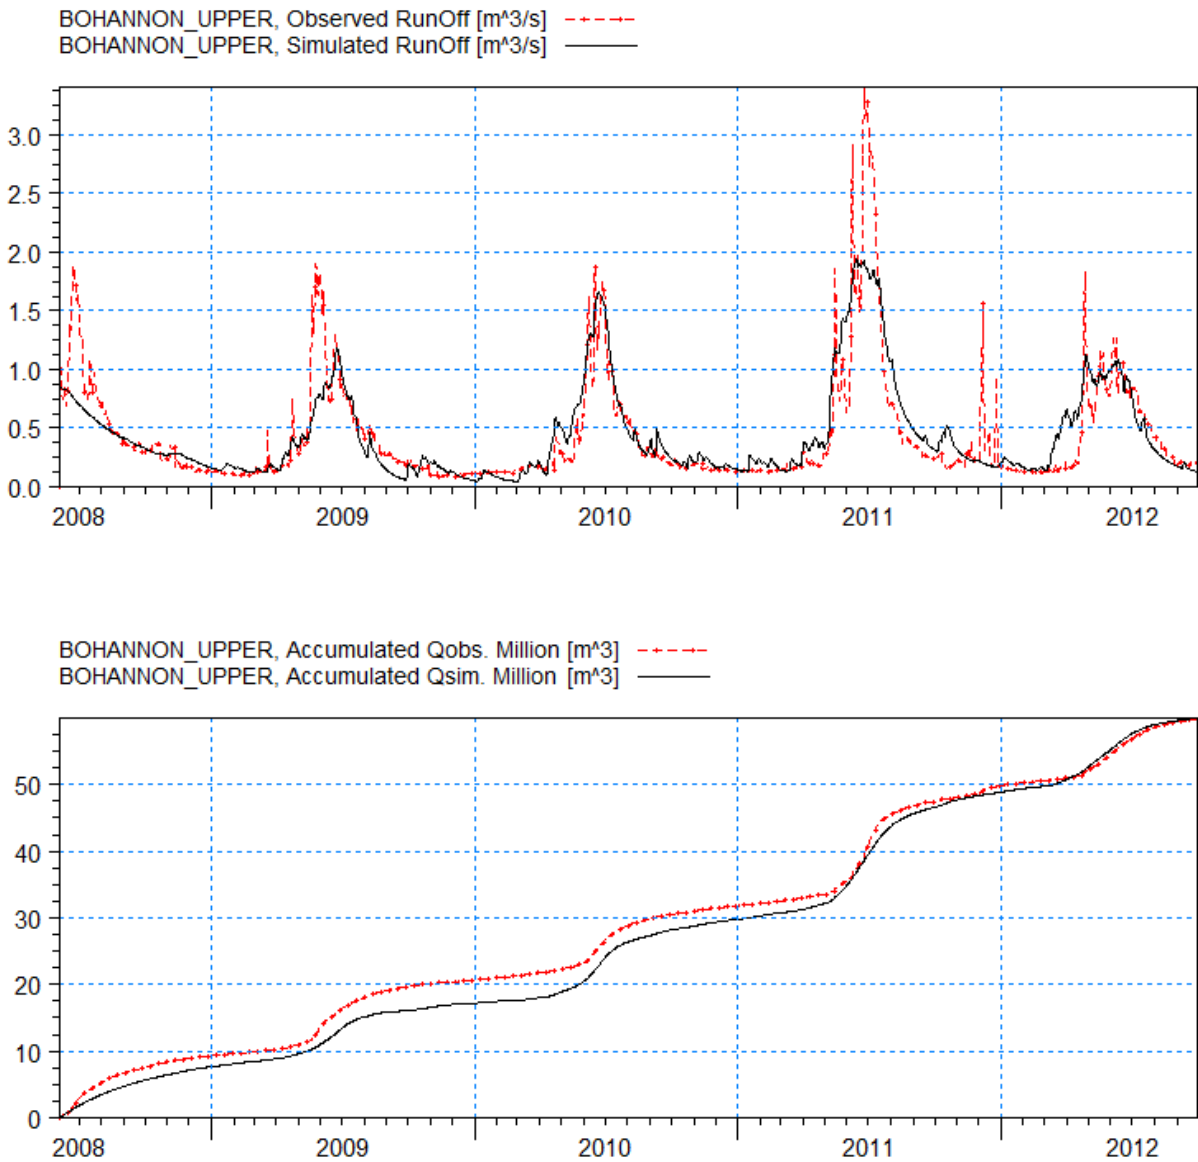 BOHANNON_UPPER, Observed RunOff [m^3/s]
BOHANNON_UPPER, Simulated RunOff [m^3/s]
3.0
2.5
2.0
1.5
1.0
0.5
0.0
2008 2009 2010 2011 2012
BOHANNON_UPPER, Accumulated Qobs. Million [m^3]
BOHANNON_UPPER, Accumulated Qsim. Million [m^3]
50
40
30
20
10
0
2008 2009 2010 2011 2012